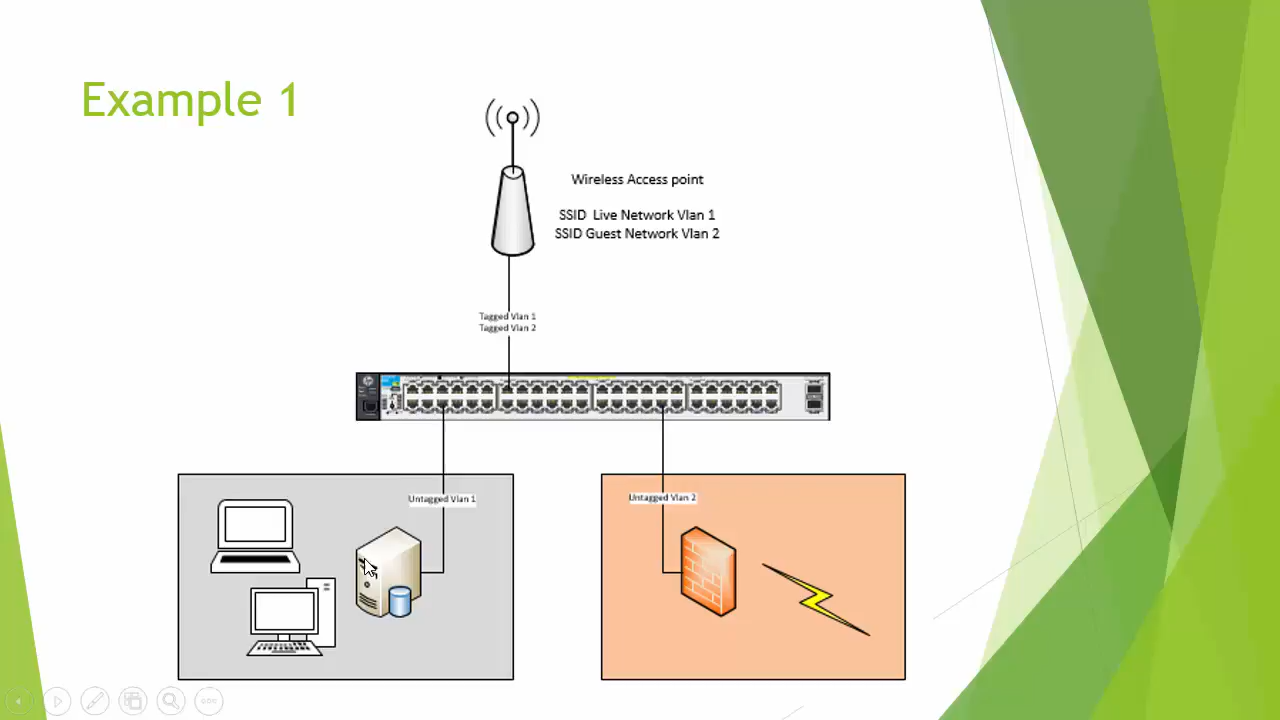 Example 1
Wireless Access point
SSID Live Network Vlan 1
SSID Guest Network Vlan 2
Tagged Vlan 1
Tagged Vlan 2
Untagged Vlan 1
Untagged Vlan 2